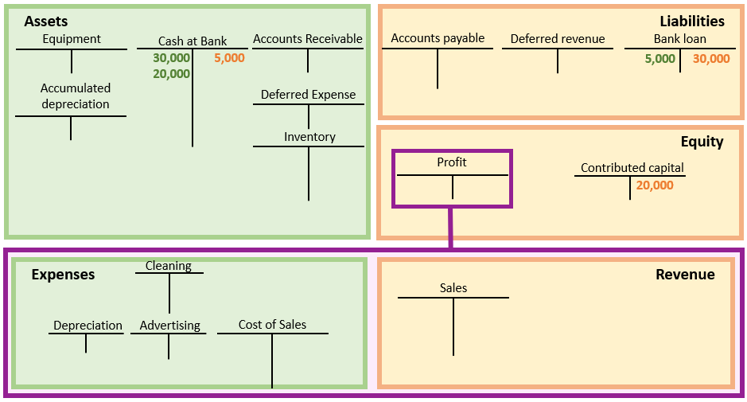 Assets
Equipment
Cash at Bank
30,000 5,000
20,000
Accounts Receivable
Accumulated
depreciation
Deferred Expense
Inventory
Liabilities
Accounts payable
Deferred revenue
Bank loan
5,000 30,000
Equity
Profit
Contributed capital
20,000
Expenses
Cleaning
Depreciation
Advertising
Cost of Sales
Revenue
Sales